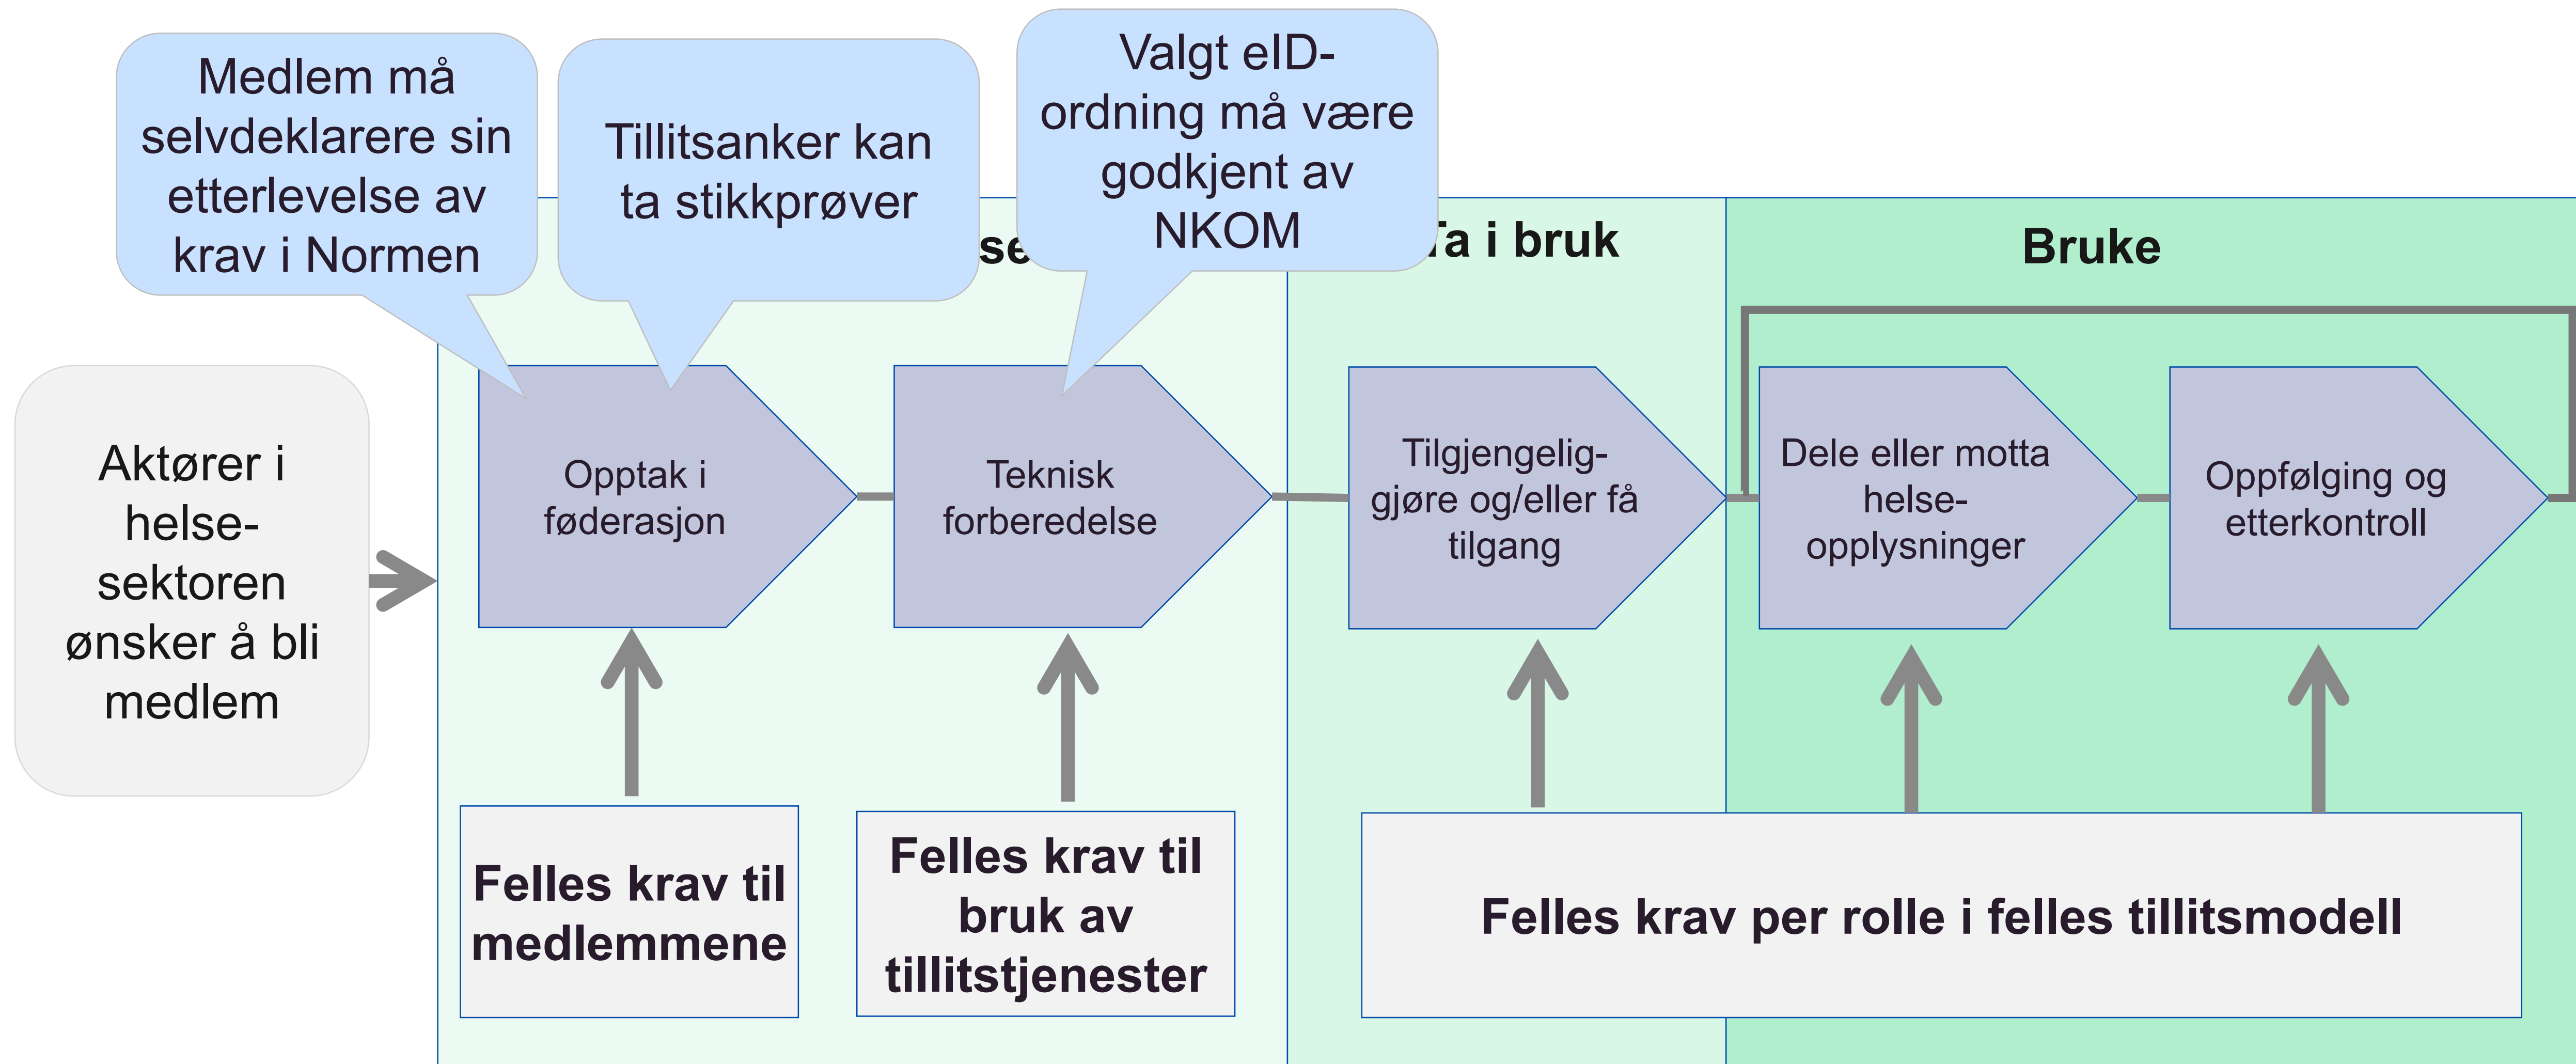 Medlem må
selvdeklarere sin
etterlevelse av
krav i Normen
Tillitsanker kan
ta stikkprøver
Valgt eID-
ordning må være
godkjent av
NKOM
Ta i bruk
Bruke
Aktører i
helse-
sektoren
ønsker å bli
medlem
Opptak i
føderasjon
Teknisk
forberedelse
Tilgjengelig-
gjøre og/eller få
tilgang
Dele eller motta
helse-
opplysninger
Oppfølging og
etterkontroll
Felles krav til
medlemmene
Felles krav til
bruk av
tillitstjenester
Felles krav per rolle i felles tillitsmodell